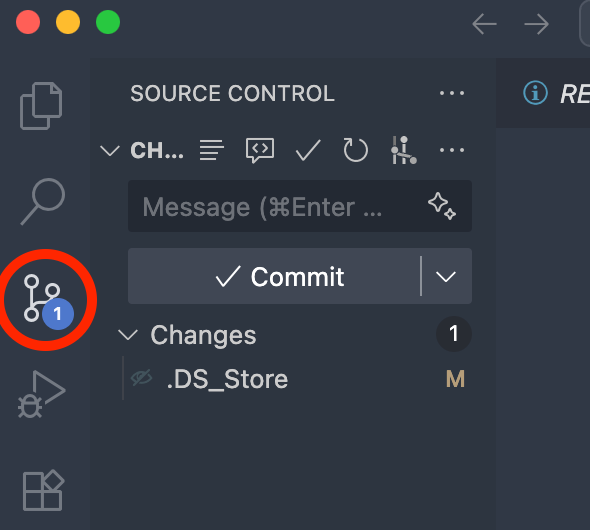 SOURCE CONTROL ...
RE
CH... ...
Message (⌘Enter ...
Commit
1
Changes 1
.DS_Store M